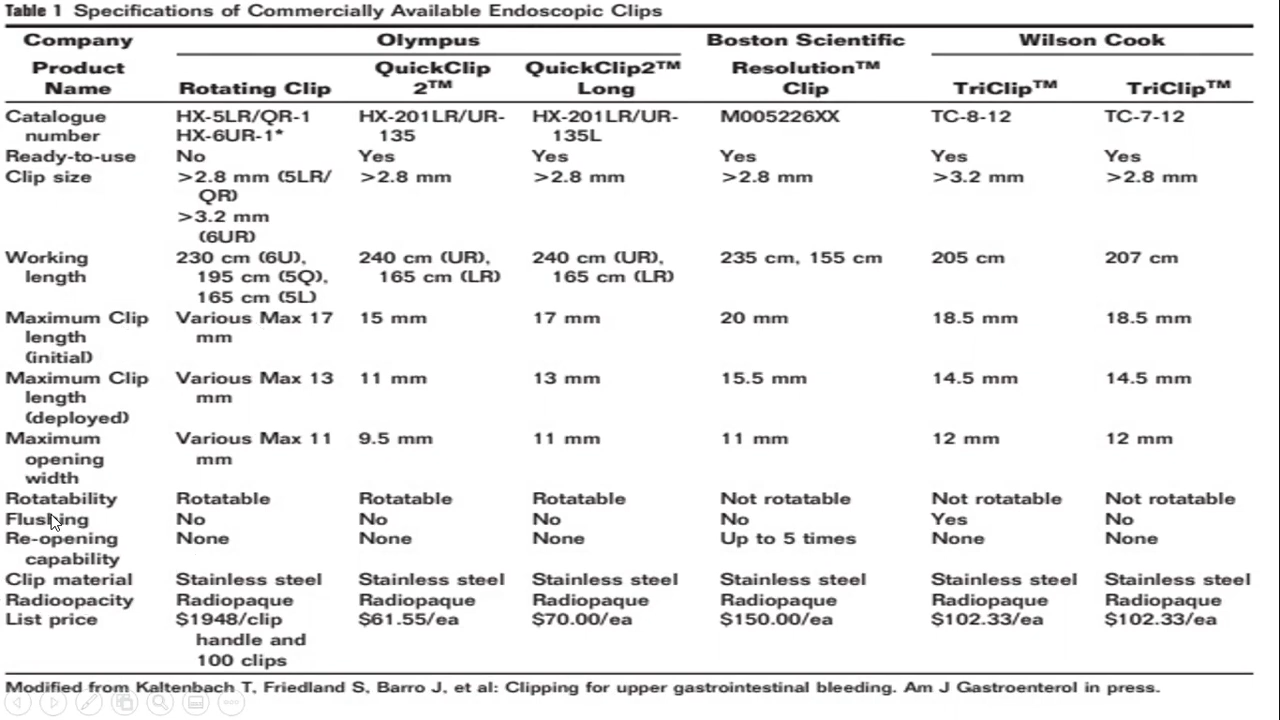 Table 1 Specifications of Commercially Available Endoscopic Clips
Company Olympus Boston Scientific Wilson Cook
Product Name Rotating Clip QuickClip 2™ QuickClip2™ Long Resolution™ Clip TriClip™ TriClip™
Catalogue number HX-5LR/QR-1 HX-6UR-1* HX-201LR/UR-135 HX-201LR/UR-135L M005226XX TC-8-12 TC-7-12
Ready-to-use No Yes Yes Yes Yes Yes
Clip size >2.8 mm (5LR/QR) >3.2 mm (6UR) >2.8 mm >2.8 mm >2.8 mm >3.2 mm >2.8 mm
Working length 230 cm (6U), 195 cm (5Q), 165 cm (5L) 240 cm (UR), 165 cm (LR) 240 cm (UR), 165 cm (LR) 235 cm, 155 cm 205 cm 207 cm
Maximum Clip length (initial) Various Max 17 mm 15 mm 17 mm 20 mm 18.5 mm 18.5 mm
Maximum Clip length (deployed) Various Max 13 mm 11 mm 13 mm 15.5 mm 14.5 mm 14.5 mm
Maximum opening width Various Max 11 mm 9.5 mm 11 mm 11 mm 12 mm 12 mm
Rotatability Rotatable Rotatable Rotatable Not rotatable Not rotatable Not rotatable
Flushing No No No No Yes No
Re-opening capability None None None Up to 5 times None None
Clip material Stainless steel Stainless steel Stainless steel Stainless steel Stainless steel Stainless steel
Radioopacity Radiopaque Radiopaque Radiopaque Radiopaque Radiopaque Radiopaque
List price $1948/clip handle and 100 clips $61.55/ea $70.00/ea $150.00/ea $102.33/ea $102.33/ea
Modified from Kaltenbach T, Friedland S, Barro J, et al: Clipping for upper gastrointestinal bleeding. Am J Gastroenterol in press.